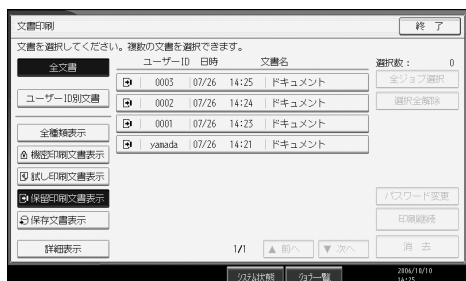 文書印刷
終 了
文書を選択してください。複数の文書を選択できます。
全文書
ユーザーID 日時 文書名
選択数： 0
0003 07/26 14:25 ドキュメント
全ジョブ選択
ユーザーID別文書
0002 07/26 14:24 ドキュメント
選択全解除
0001 07/26 14:23 ドキュメント
全種類表示
yamada 07/26 14:21 ドキュメント
機密印刷文書表示
試し印刷文書表示
保留印刷文書表示
パスワード変更
保存文書表示
詳細表示
1/1
▲ 前へ
▼ 次へ
消 去
システム状態
ジョブ一覧
2006/10/10
14:25